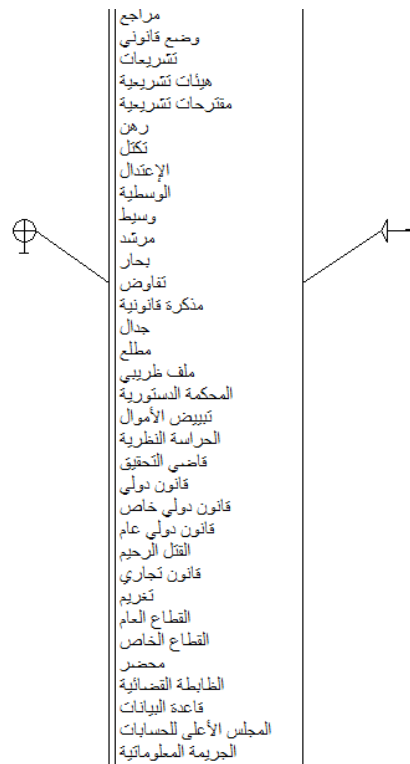 مراجع
وضع قانوني
تشريعات
هيئات تشريعية
مقترحات تشريعية
رهن
تكتل
الإعتدال
الوسطية
وسيط
مرشد
بحار
تفاوض
مذكرة قانونية
جدال
مطلع
ملف ظريبي
المحكمة الدستورية
تبييض الأموال
الحراسة النظرية
قاضي التحقيق
قانون دولي
قانون دولي خاص
قانون دولي عام
القتل الرحيم
قانون تجاري
تغريم
القطاع العام
القطاع الخاص
محضر
الظابطة القضائية
قاعدة البيانات
المجلس الأعلى للحسابات
الجريمة المعلوماتية